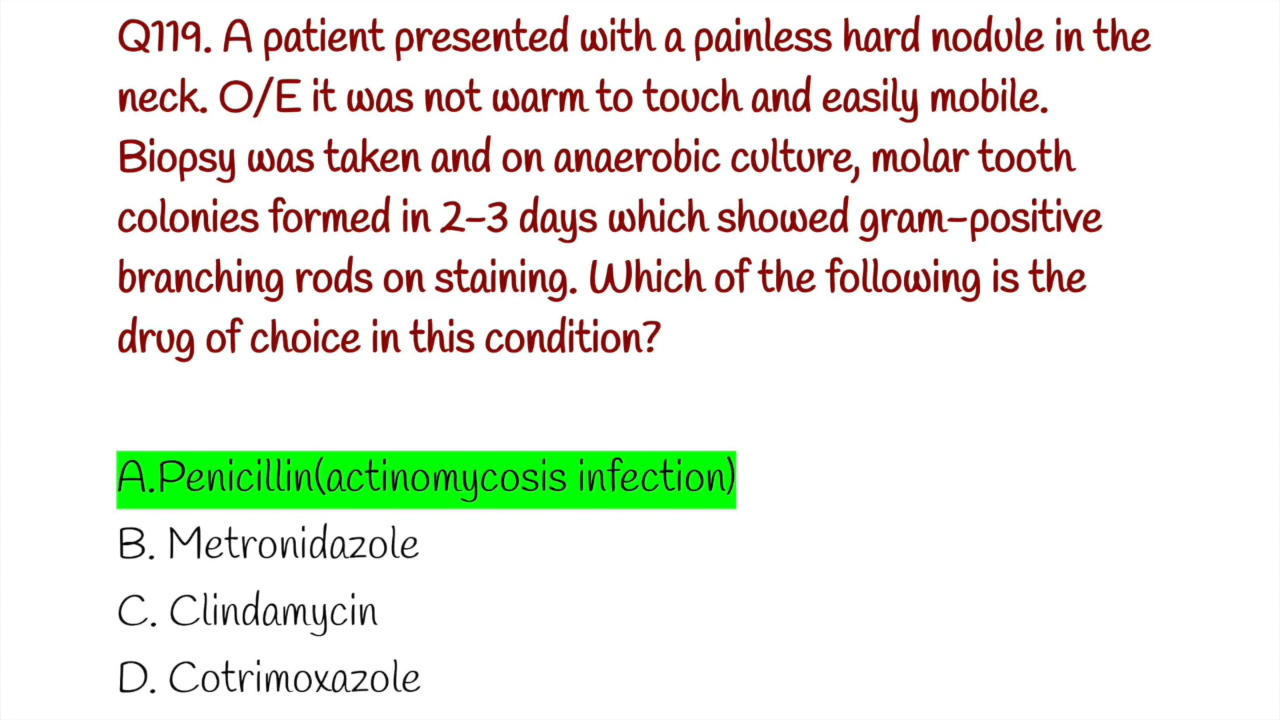 Q119. A patient presented with a painless hard nodule in the
neck. O/E it was not warm to touch and easily mobile.
Biopsy was taken and on anaerobic culture, molar tooth
colonies formed in 2-3 days which showed gram-positive
branching rods on staining. Which of the following is the
drug of choice in this condition?
A.Penicillin(actinomycosis infection)
B. Metronidazole
C. Clindamycin
D. Cotrimoxazole